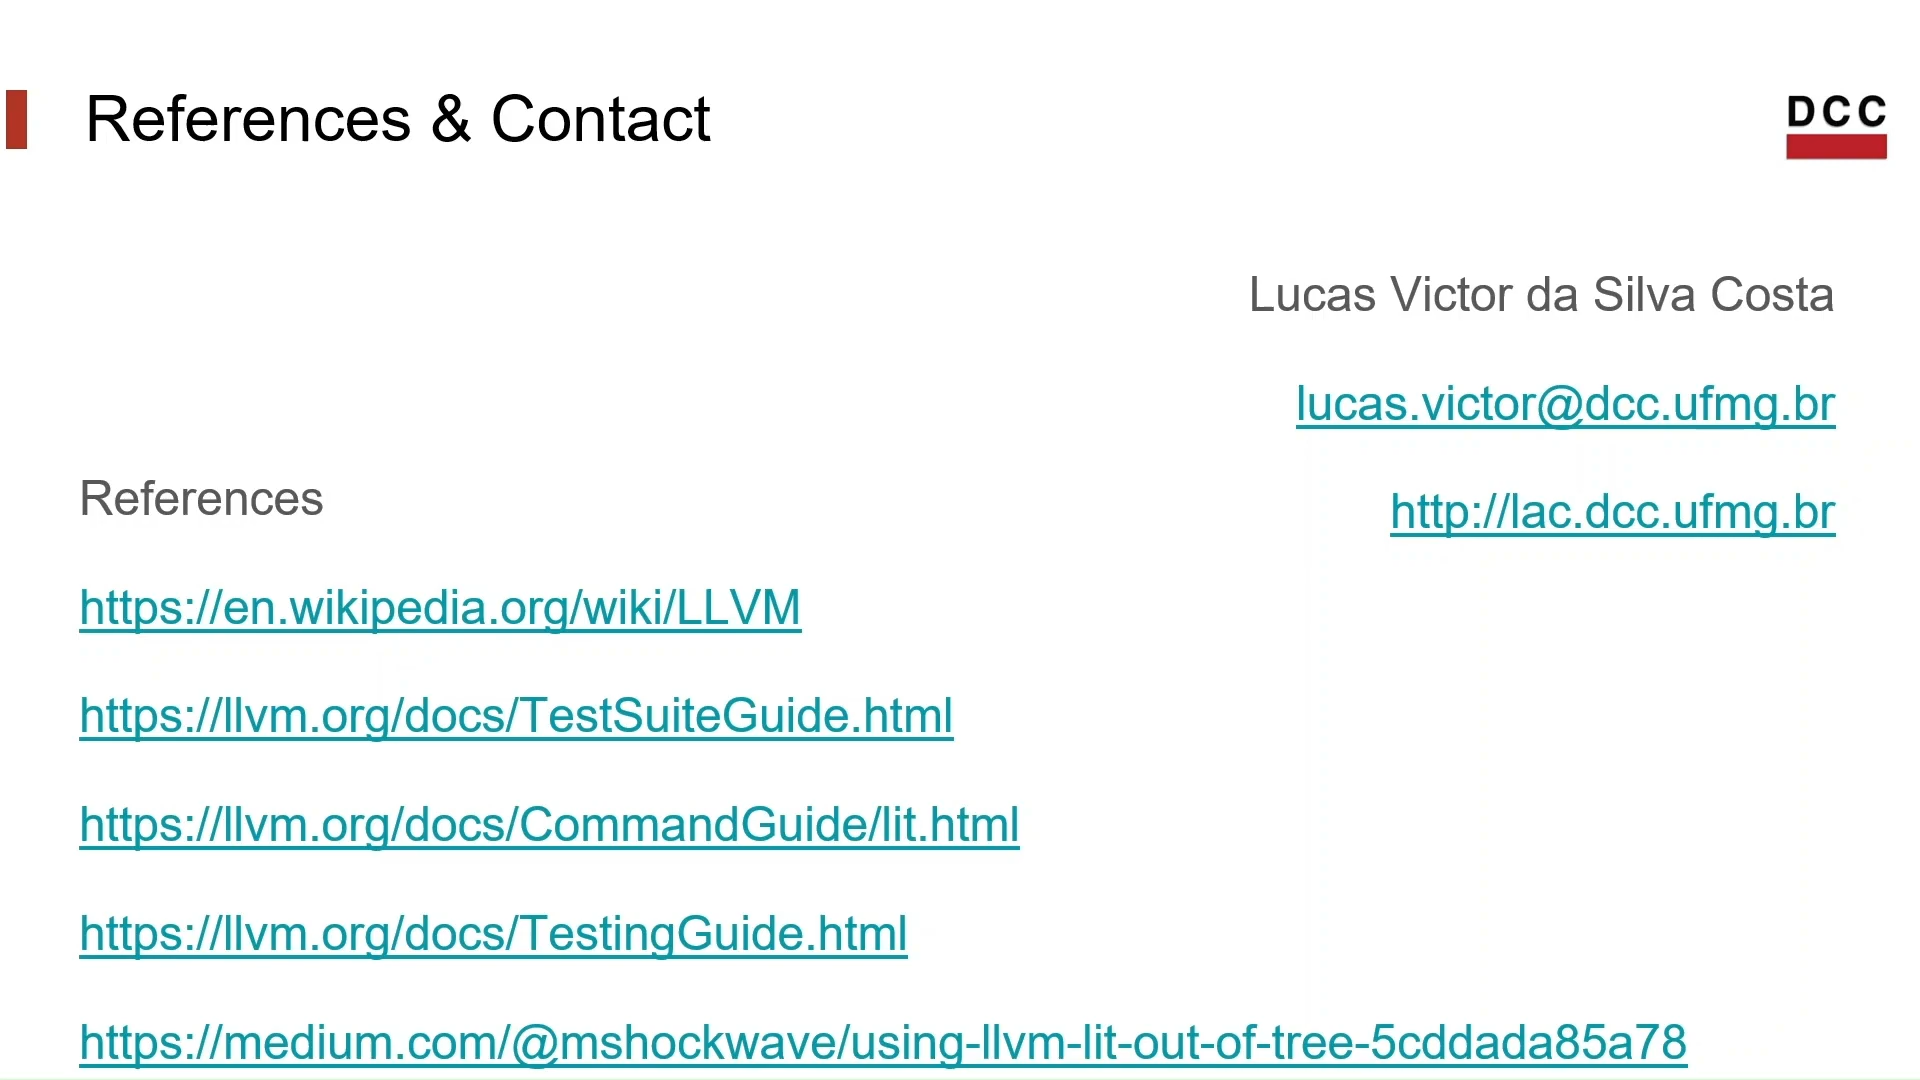 References & Contact
DCC
Lucas Victor da Silva Costa
lucas.victor@dcc.ufmg.br
http://lac.dcc.ufmg.br
References
https://en.wikipedia.org/wiki/LLVM
https://llvm.org/docs/TestSuiteGuide.html
https://llvm.org/docs/CommandGuide/lit.html
https://llvm.org/docs/TestingGuide.html
https://medium.com/@mshockwave/using-llvm-lit-out-of-tree-5cddada85a78